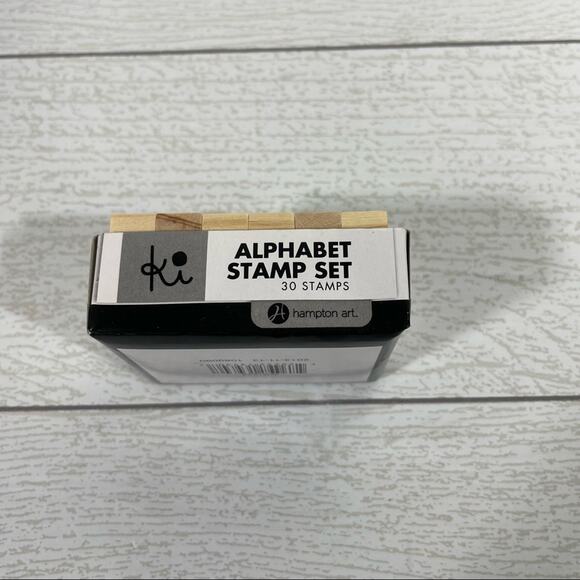 ki
ALPHABET
STAMP SET
30 STAMPS
hampton art.